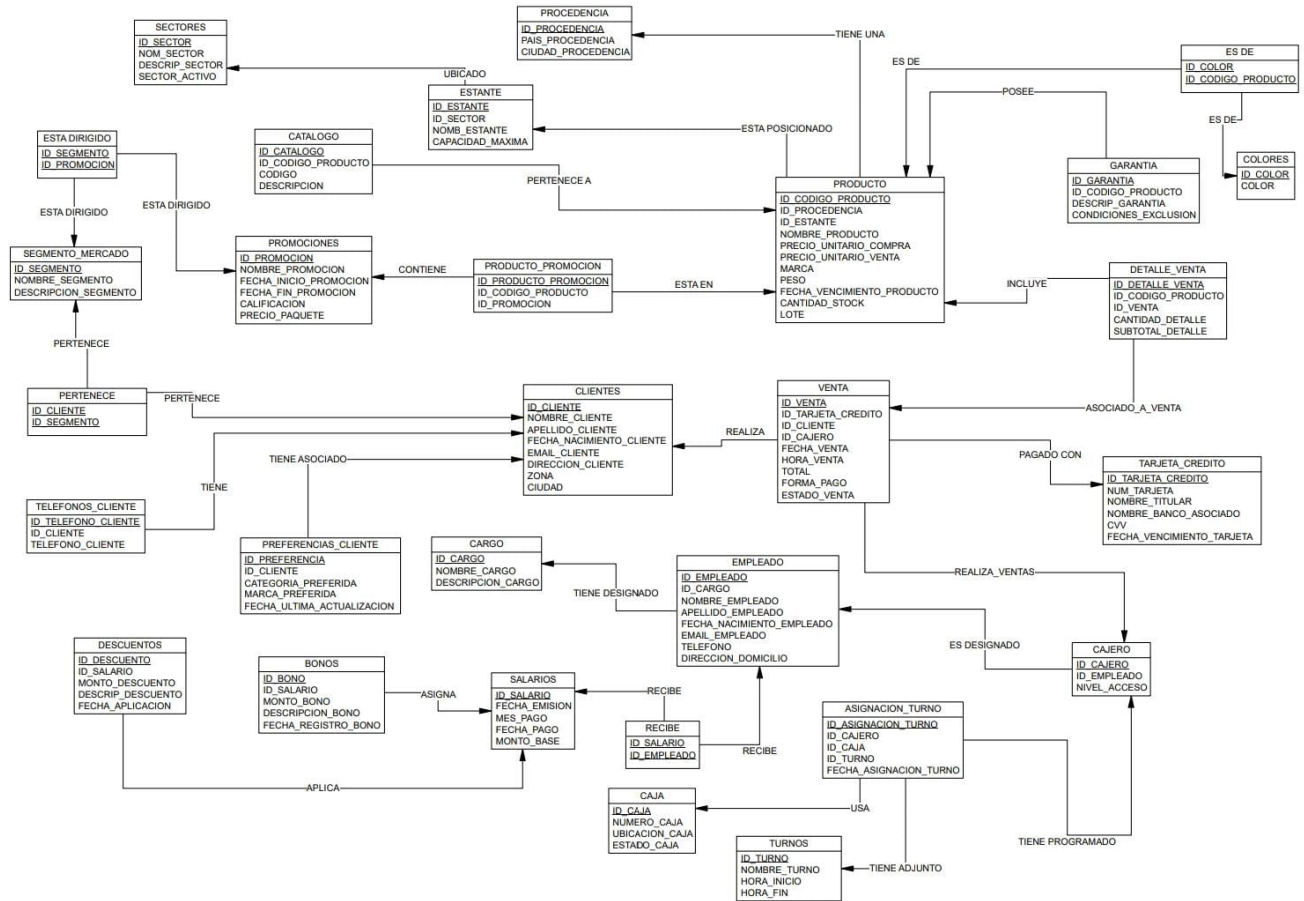 PROCEDENCIA
ID_PROCEDENCIA
PAIS_PROCEDENCIA
CIUDAD_PROCEDENCIA
TIENE UNA
SECTORES
ID_SECTOR
NOM_SECTOR
DESCRIP_SECTOR
SECTOR_ACTIVO
UBICADO
ES DE
ES DE
ID_COLOR
ID_CODIGO_PRODUCTO
POSEE
ES DE
ESTANTE
ID_ESTANTE
ID_SECTOR
NOMB_ESTANTE
CAPACIDAD_MAXIMA
ESTA POSICIONADO
ESTA DIRIGIDO
ID_SEGMENTO
ID_PROMOCION
CATALOGO
ID_CATALOGO
ID_CODIGO_PRODUCTO
CODIGO
DESCRIPCION
PERTENECE A
GARANTIA
ID_GARANTIA
ID_CODIGO_PRODUCTO
DESCRIP_GARANTIA
CONDICIONES_EXCLUSION
COLORES
ID_COLOR
COLOR
PRODUCTO
ID_CODIGO_PRODUCTO
ID_PROCEDENCIA
ID_ESTANTE
NOMBRE_PRODUCTO
PRECIO_UNITARIO_COMPRA
PRECIO_UNITARIO_VENTA
MARCA
PESO
FECHA_VENCIMIENTO_PRODUCTO
CANTIDAD_STOCK
LOTE
ESTA DIRIGIDO
ESTA DIRIGIDO
SEGMENTO_MERCADO
ID_SEGMENTO
NOMBRE_SEGMENTO
DESCRIPCION_SEGMENTO
PROMOCIONES
ID_PROMOCION
NOMBRE_PROMOCION
FECHA_INICIO_PROMOCION
FECHA_FIN_PROMOCION
CALIFICACION
PRECIO_PAQUETE
CONTIENE
PRODUCTO_PROMOCION
ID_PRODUCTO_PROMOCION
ID_CODIGO_PRODUCTO
ID_PROMOCION
ESTA EN
INCLUYE
DETALLE_VENTA
ID_DETALLE_VENTA
ID_CODIGO_PRODUCTO
ID_VENTA
CANTIDAD_DETALLE
SUBTOTAL_DETALLE
PERTENECE
PERTENECE
ID_CLIENTE
ID_SEGMENTO
PERTENECE
CLIENTES
ID_CLIENTE
NOMBRE_CLIENTE
APELLIDO_CLIENTE
FECHA_NACIMIENTO_CLIENTE
EMAIL_CLIENTE
DIRECCION_CLIENTE
ZONA
CIUDAD
REALIZA
VENTA
ID_VENTA
ID_TARJETA_CREDITO
ID_CLIENTE
ID_CAJERO
FECHA_VENTA
HORA_VENTA
TOTAL
FORMA_PAGO
ESTADO_VENTA
ASOCIADO_A_VENTA
PAGADO CON
TARJETA_CREDITO
ID_TARJETA_CREDITO
NUM_TARJETA
NOMBRE_TITULAR
NOMBRE_BANCO_ASOCIADO
CVV
FECHA_VENCIMIENTO_TARJETA
TIENE ASOCIADO
TIENE
TELEFONOS_CLIENTE
ID_TELEFONO_CLIENTE
ID_CLIENTE
TELEFONO_CLIENTE
PREFERENCIAS_CLIENTE
ID_PREFERENCIA
ID_CLIENTE
CATEGORIA_PREFERIDA
MARCA_PREFERIDA
FECHA_ULTIMA_ACTUALIZACION
CARGO
ID_CARGO
NOMBRE_CARGO
DESCRIPCION_CARGO
TIENE DESIGNADO
EMPLEADO
ID_EMPLEADO
ID_CARGO
NOMBRE_EMPLEADO
APELLIDO_EMPLEADO
FECHA_NACIMIENTO_EMPLEADO
EMAIL_EMPLEADO
TELEFONO
DIRECCION_DOMICILIO
REALIZA_VENTAS
ES DESIGNADO
CAJERO
ID_CAJERO
ID_EMPLEADO
NIVEL_ACCESO
DESCUENTOS
ID_DESCUENTO
ID_SALARIO
MONTO_DESCUENTO
DESCRIP_DESCUENTO
FECHA_APLICACION
BONOS
ID_BONO
ID_SALARIO
MONTO_BONO
DESCRIPCION_BONO
FECHA_REGISTRO_BONO
ASIGNA
SALARIOS
ID_SALARIO
FECHA_EMISION
MES_PAGO
FECHA_PAGO
MONTO_BASE
RECIBE
RECIBE
ID_SALARIO
ID_EMPLEADO
RECIBE
ASIGNACION_TURNO
ID_ASIGNACION_TURNO
ID_CAJERO
ID_CAJA
ID_TURNO
FECHA_ASIGNACION_TURNO
APLICA
CAJA
ID_CAJA
NUMERO_CAJA
UBICACION_CAJA
ESTADO_CAJA
USA
TIENE PROGRAMADO
TURNOS
ID_TURNO
NOMBRE_TURNO
HORA_INICIO
HORA_FIN
TIENE ADJUNTO